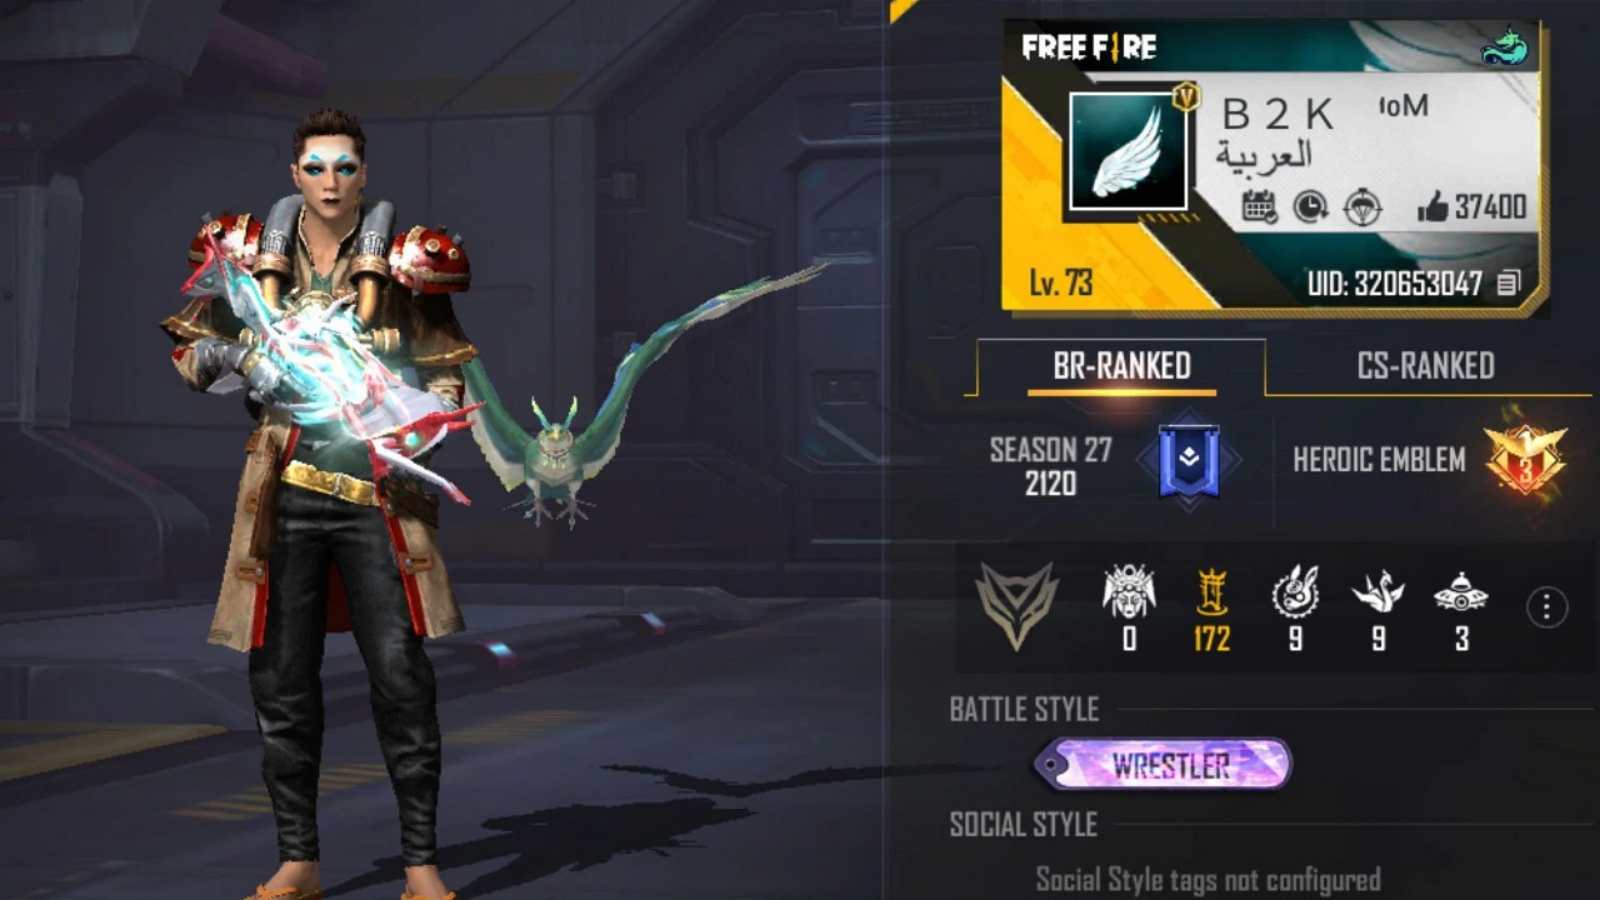 FREE FIRE
V
B 2 K ıoM
العربية
37400
Lv. 73
UID: 320653047
BR-RANKED
CS-RANKED
SEASON 27
2120
HEROIC EMBLEM
3
0
172
9
9
3
BATTLE STYLE
WRESTLER
SOCIAL STYLE
Social Style tags not configured